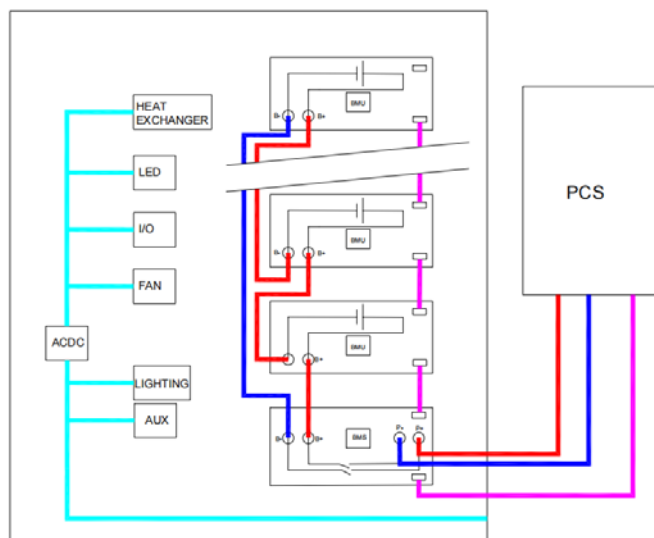 HEAT
EXCHANGER
LED
I/O
FAN
ACDC
LIGHTING
AUX
BMU
B-
B+
BMU
B-
B+
BMU
B+
BMS
B-
B+
P-
P+
PCS